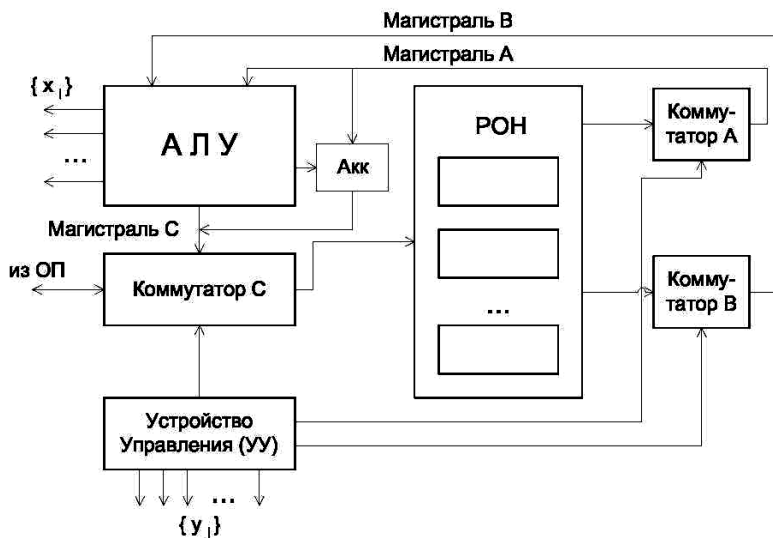 Магистраль В
Магистраль А
{ x ı }
...
А Л У
Акк
РОН
...
Комму-
татор А
Магистраль С
из ОП
Коммутатор С
Комму-
татор В
Устройство
Управления (УУ)
...
{ y ı }